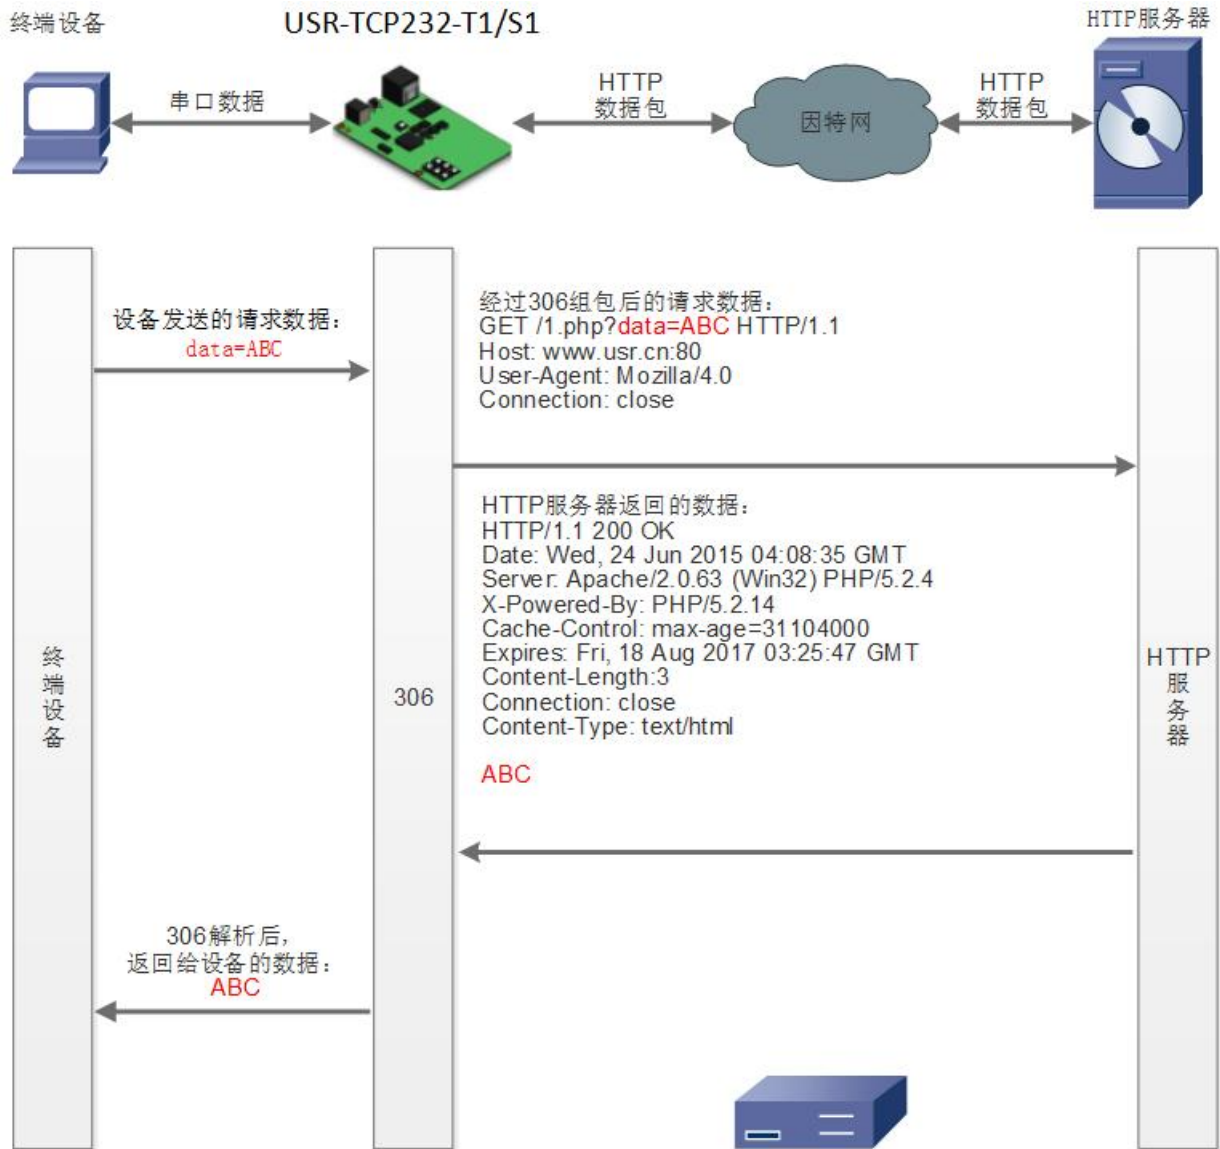 终端设备
USR-TCP232-T1/S1
HTTP服务器
串口数据
HTTP
数据包
因特网
HTTP
数据包
设备发送的请求数据：
data=ABC
经过306组包后的请求数据：
GET /1.php?data=ABC HTTP/1.1
Host: www.usr.cn:80
User-Agent: Mozilla/4.0
Connection: close
HTTP服务器返回的数据：
HTTP/1.1 200 OK
Date: Wed, 24 Jun 2015 04:08:35 GMT
Server: Apache/2.0.63 (Win32) PHP/5.2.4
X-Powered-By: PHP/5.2.14
Cache-Control: max-age=31104000
Expires: Fri, 18 Aug 2017 03:25:47 GMT
Content-Length:3
Connection: close
Content-Type: text/html
ABC
终端设备
306
HTTP
服务器
306解析后，
返回给设备的数据：
ABC